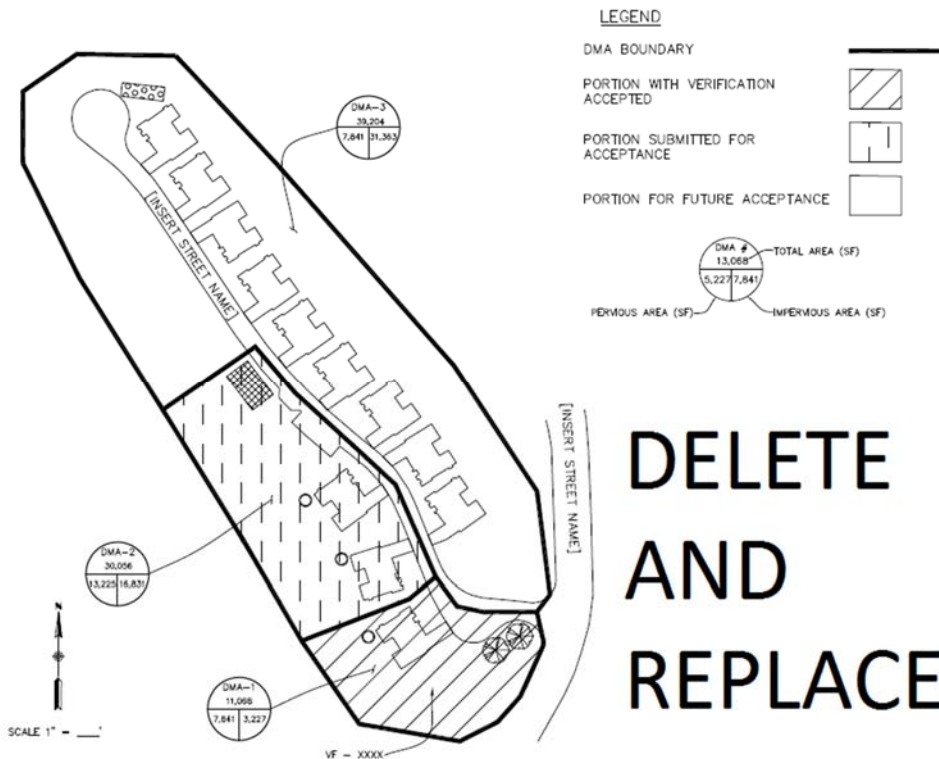 LEGEND
DMA BOUNDARY
PORTION WITH VERIFICATION
ACCEPTED
PORTION SUBMITTED FOR
ACCEPTANCE
PORTION FOR FUTURE ACCEPTANCE
DMA #
13,068
5,227 7,841
TOTAL AREA (SF)
PERVIOUS AREA (SF)
IMPERVIOUS AREA (SF)
DMA-3
39,204
7,841 31,363
[INSERT STREET NAME]
[INSERT STREET NAME]
DELETE
AND
REPLACE
DMA-2
30,056
13,225 16,831
N
DMA-1
11,068
7,841 3,227
SCALE 1" = ___'
VF - XXXX